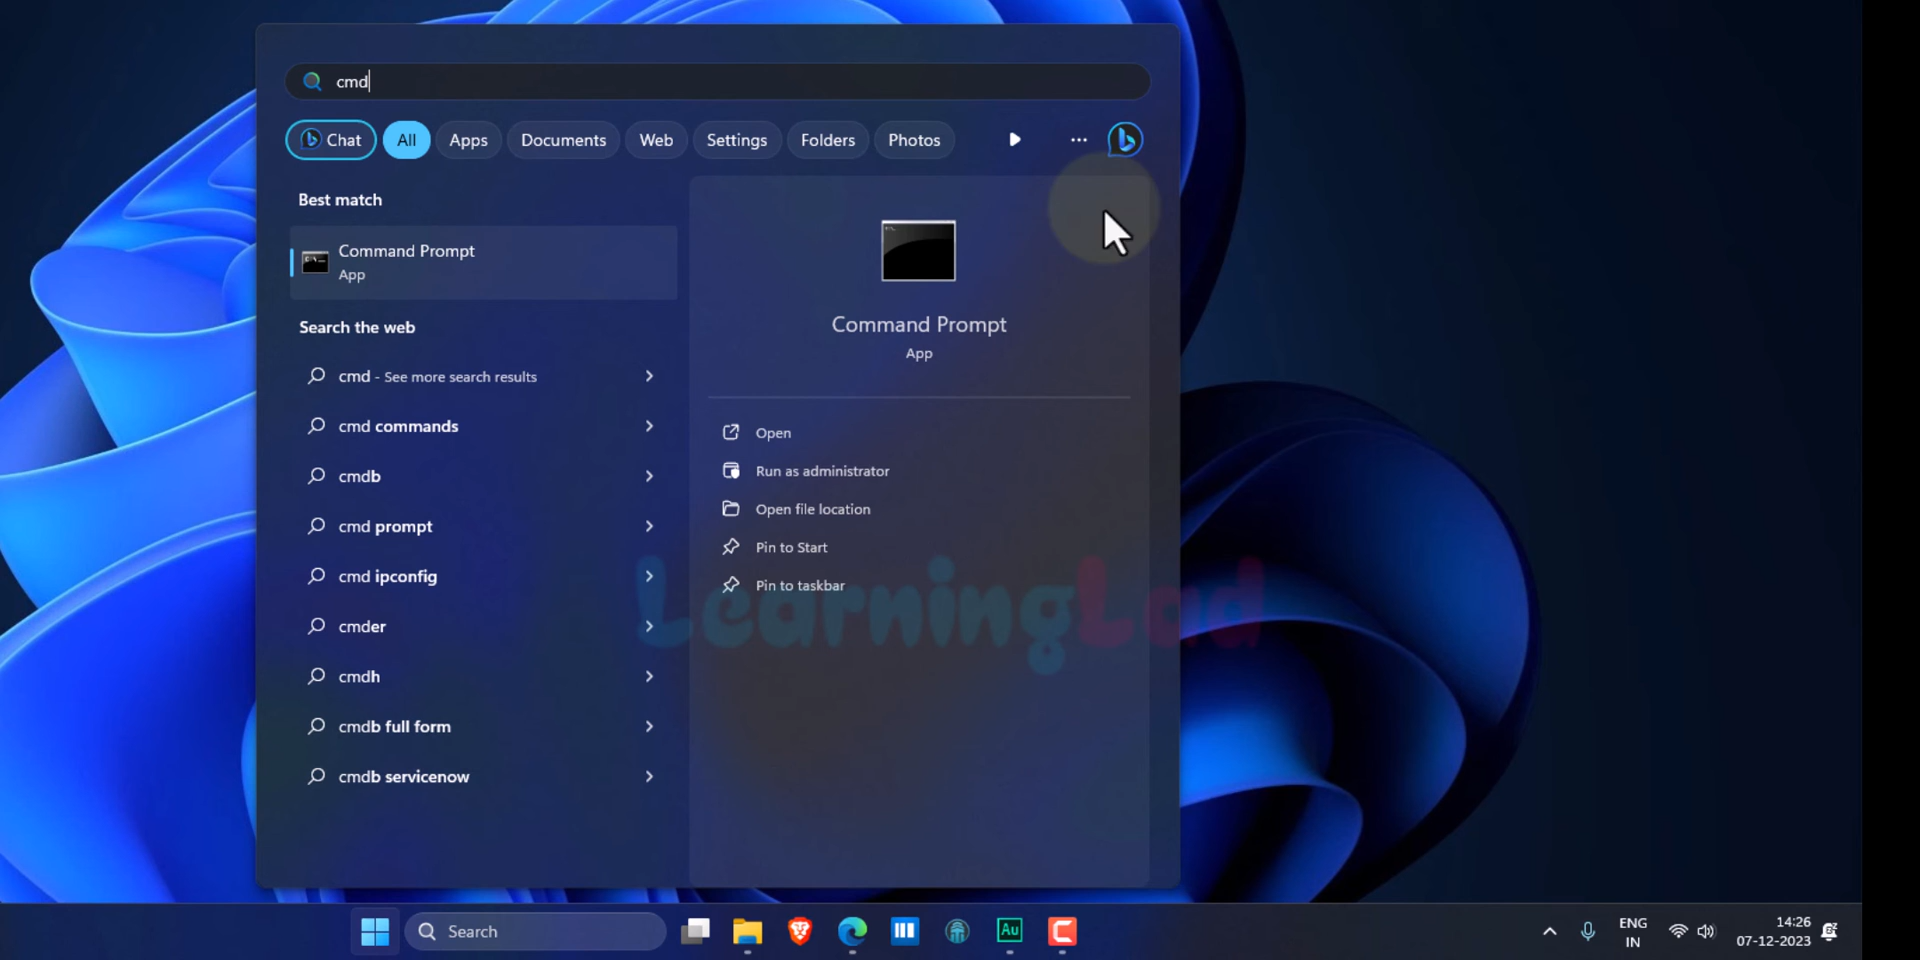 cmd
Chat
All
Apps
Documents
Web
Settings
Folders
Photos
Best match
Command Prompt
App
Search the web
cmd - See more search results
cmd commands
cmdb
cmd prompt
cmd ipconfig
cmder
cmdh
cmdb full form
cmdb servicenow
Command Prompt
App
Open
Run as administrator
Open file location
Pin to Start
Pin to taskbar
LearningLad
Search
Au
ENG
IN
14:26
07-12-2023